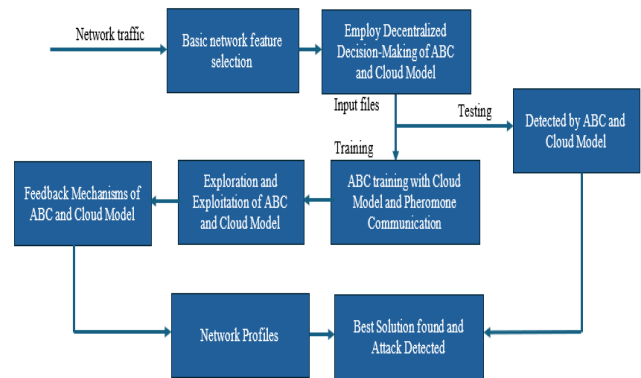 Network traffic
Basic network feature
selection
Employ Decentralized
Decision-Making of ABC
and Cloud Model
Input files
Testing
Detected by ABC and
Cloud Model
Training
Feedback Mechanisms of
ABC and Cloud Model
Exploration and
Exploitation of ABC
and Cloud Model
ABC training with Cloud
Model and Pheromone
Communication
Network Profiles
Best Solution found and
Attack Detected